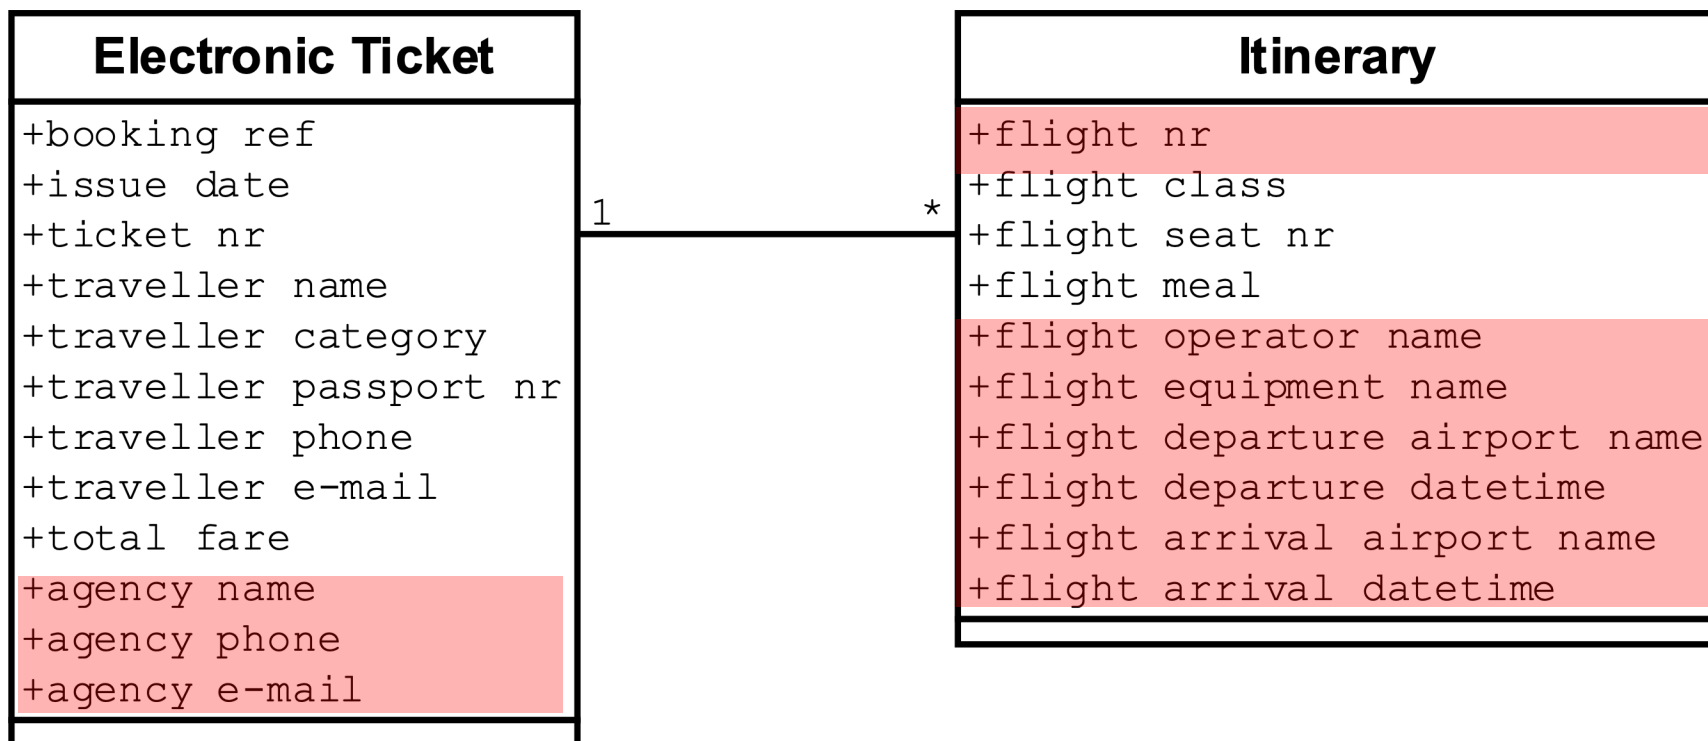 Electronic Ticket
+booking ref
+issue date
+ticket nr
+traveller name
+traveller category
+traveller passport nr
+traveller phone
+traveller e-mail
+total fare
+agency name
+agency phone
+agency e-mail
1
*
Itinerary
+flight nr
+flight class
+flight seat nr
+flight meal
+flight operator name
+flight equipment name
+flight departure airport name
+flight departure datetime
+flight arrival airport name
+flight arrival datetime